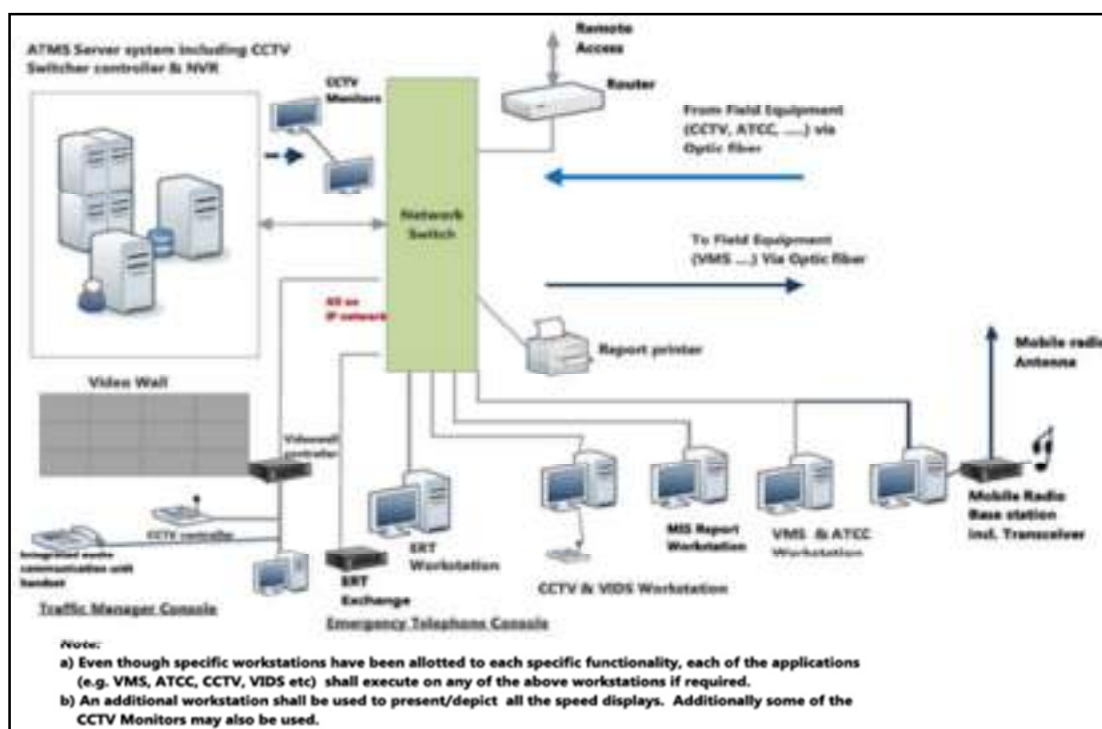 ATMS Server system including CCTV
Switcher controller & NVR
CCTV
Monitors
Remote
Access
Router
From Field Equipment
(CCTV, ATCC, ....) via
Optic fiber
Network
Switch
To Field Equipment
(VMS ....) Via Optic fiber
All on
IP network
Report printer
Mobile radio
Antenna
Video Wall
Videowall
controller
CCTV controller
Integrated audio
communication unit
handset
Traffic Manager Console
ERT
Workstation
ERT
Exchange
Emergency Telephone Console
CCTV & VIDS Workstation
MIS Report
Workstation
VMS & ATCC
Workstation
Mobile Radio
Base station
incl. Transceiver
Note:
a) Even though specific workstations have been allotted to each specific functionality, each of the applications
(e.g. VMS, ATCC, CCTV, VIDS etc) shall execute on any of the above workstations if required.
b) An additional workstation shall be used to present/depict all the speed displays. Additionally some of the
CCTV Monitors may also be used.